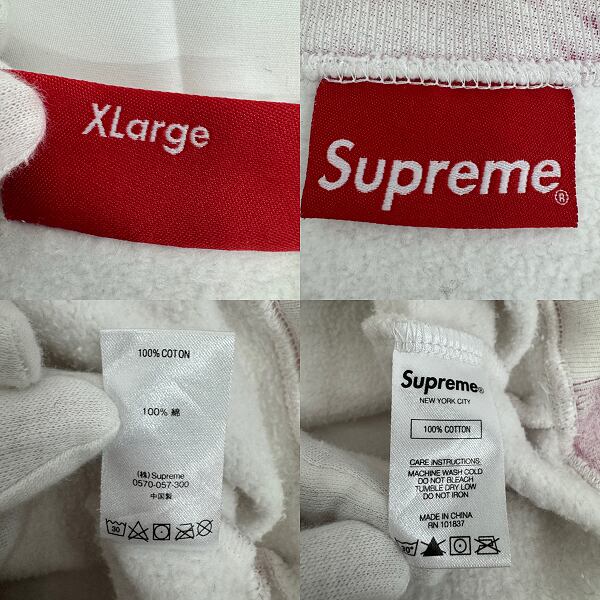 XLarge
Supreme®
100% COTON
100% 綿
(株) Supreme
0570-057-300
中国製
30
Supreme®
NEW YORK CITY
100% COTTON
CARE INSTRUCTIONS:
MACHINE WASH COLD
DO NOT BLEACH
TUMBLE DRY LOW
DO NOT IRON
MADE IN CHINA
RN 101837
30°